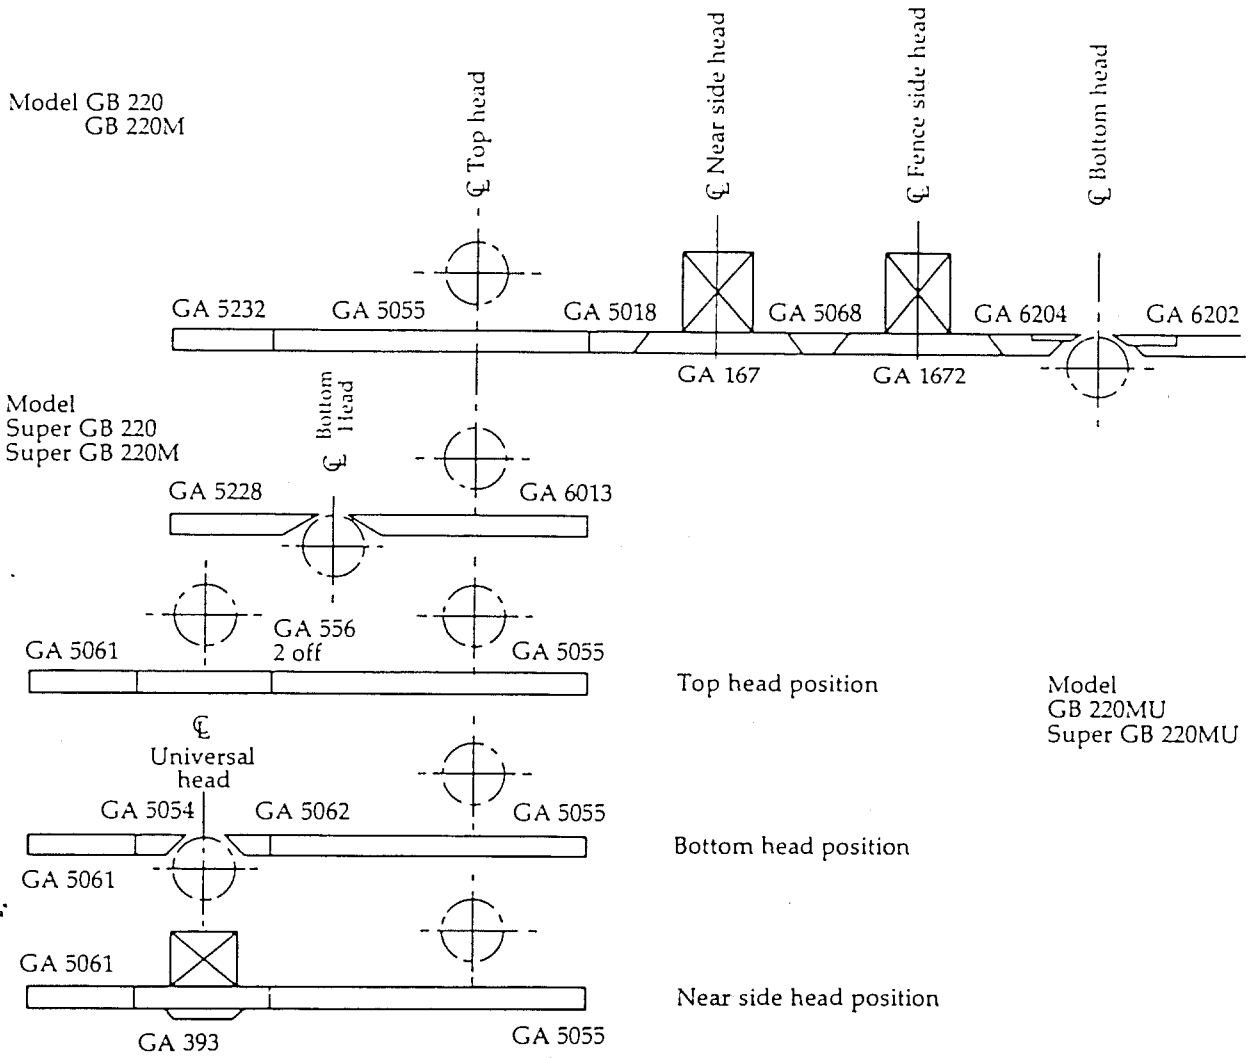 Model GB 220
GB 220M
℄ Top head
℄ Near side head
℄ Fence side head
℄ Bottom head
GA 5232
GA 5055
GA 5018
GA 5068
GA 6204
GA 6202
GA 167
GA 1672
Model
Super GB 220
Super GB 220M
℄ Bottom
Head
GA 5228
GA 6013
GA 5061
GA 556
2 off
GA 5055
Top head position
Model
GB 220MU
Super GB 220MU
℄
Universal
head
GA 5054
GA 5062
GA 5055
Bottom head position
GA 5061
GA 5061
Near side head position
GA 393
GA 5055